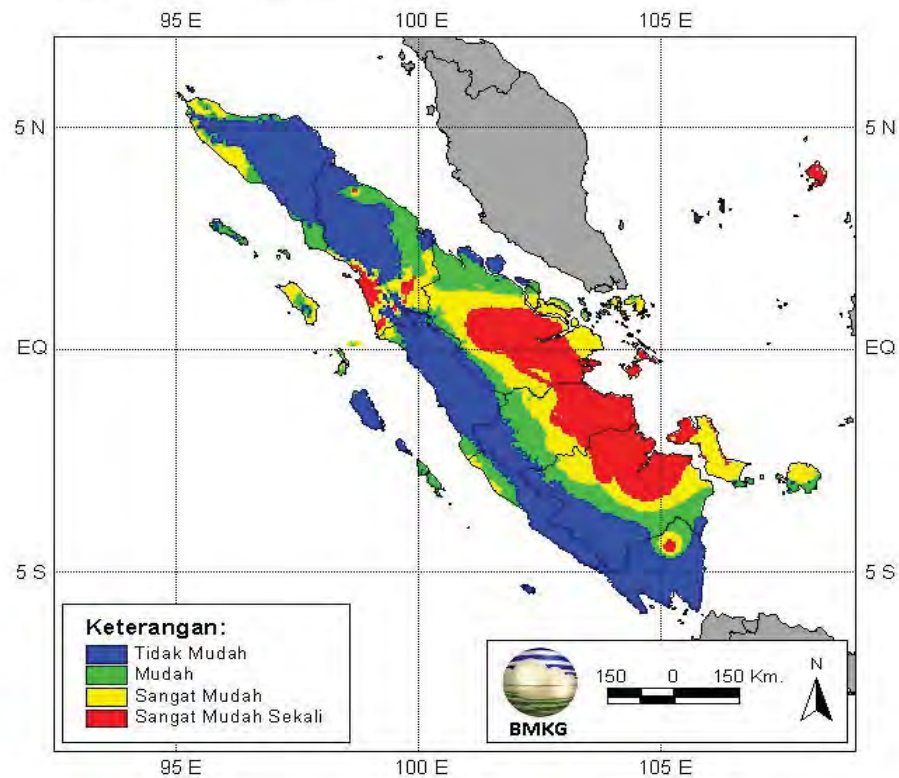 95 E 100 E 105 E
5 N 5 N
EQ EQ
5 S 5 S
Keterangan:
Tidak Mudah
Mudah
Sangat Mudah
Sangat Mudah Sekali
BMKG
150 0 150 Km.
N
95 E 100 E 105 E